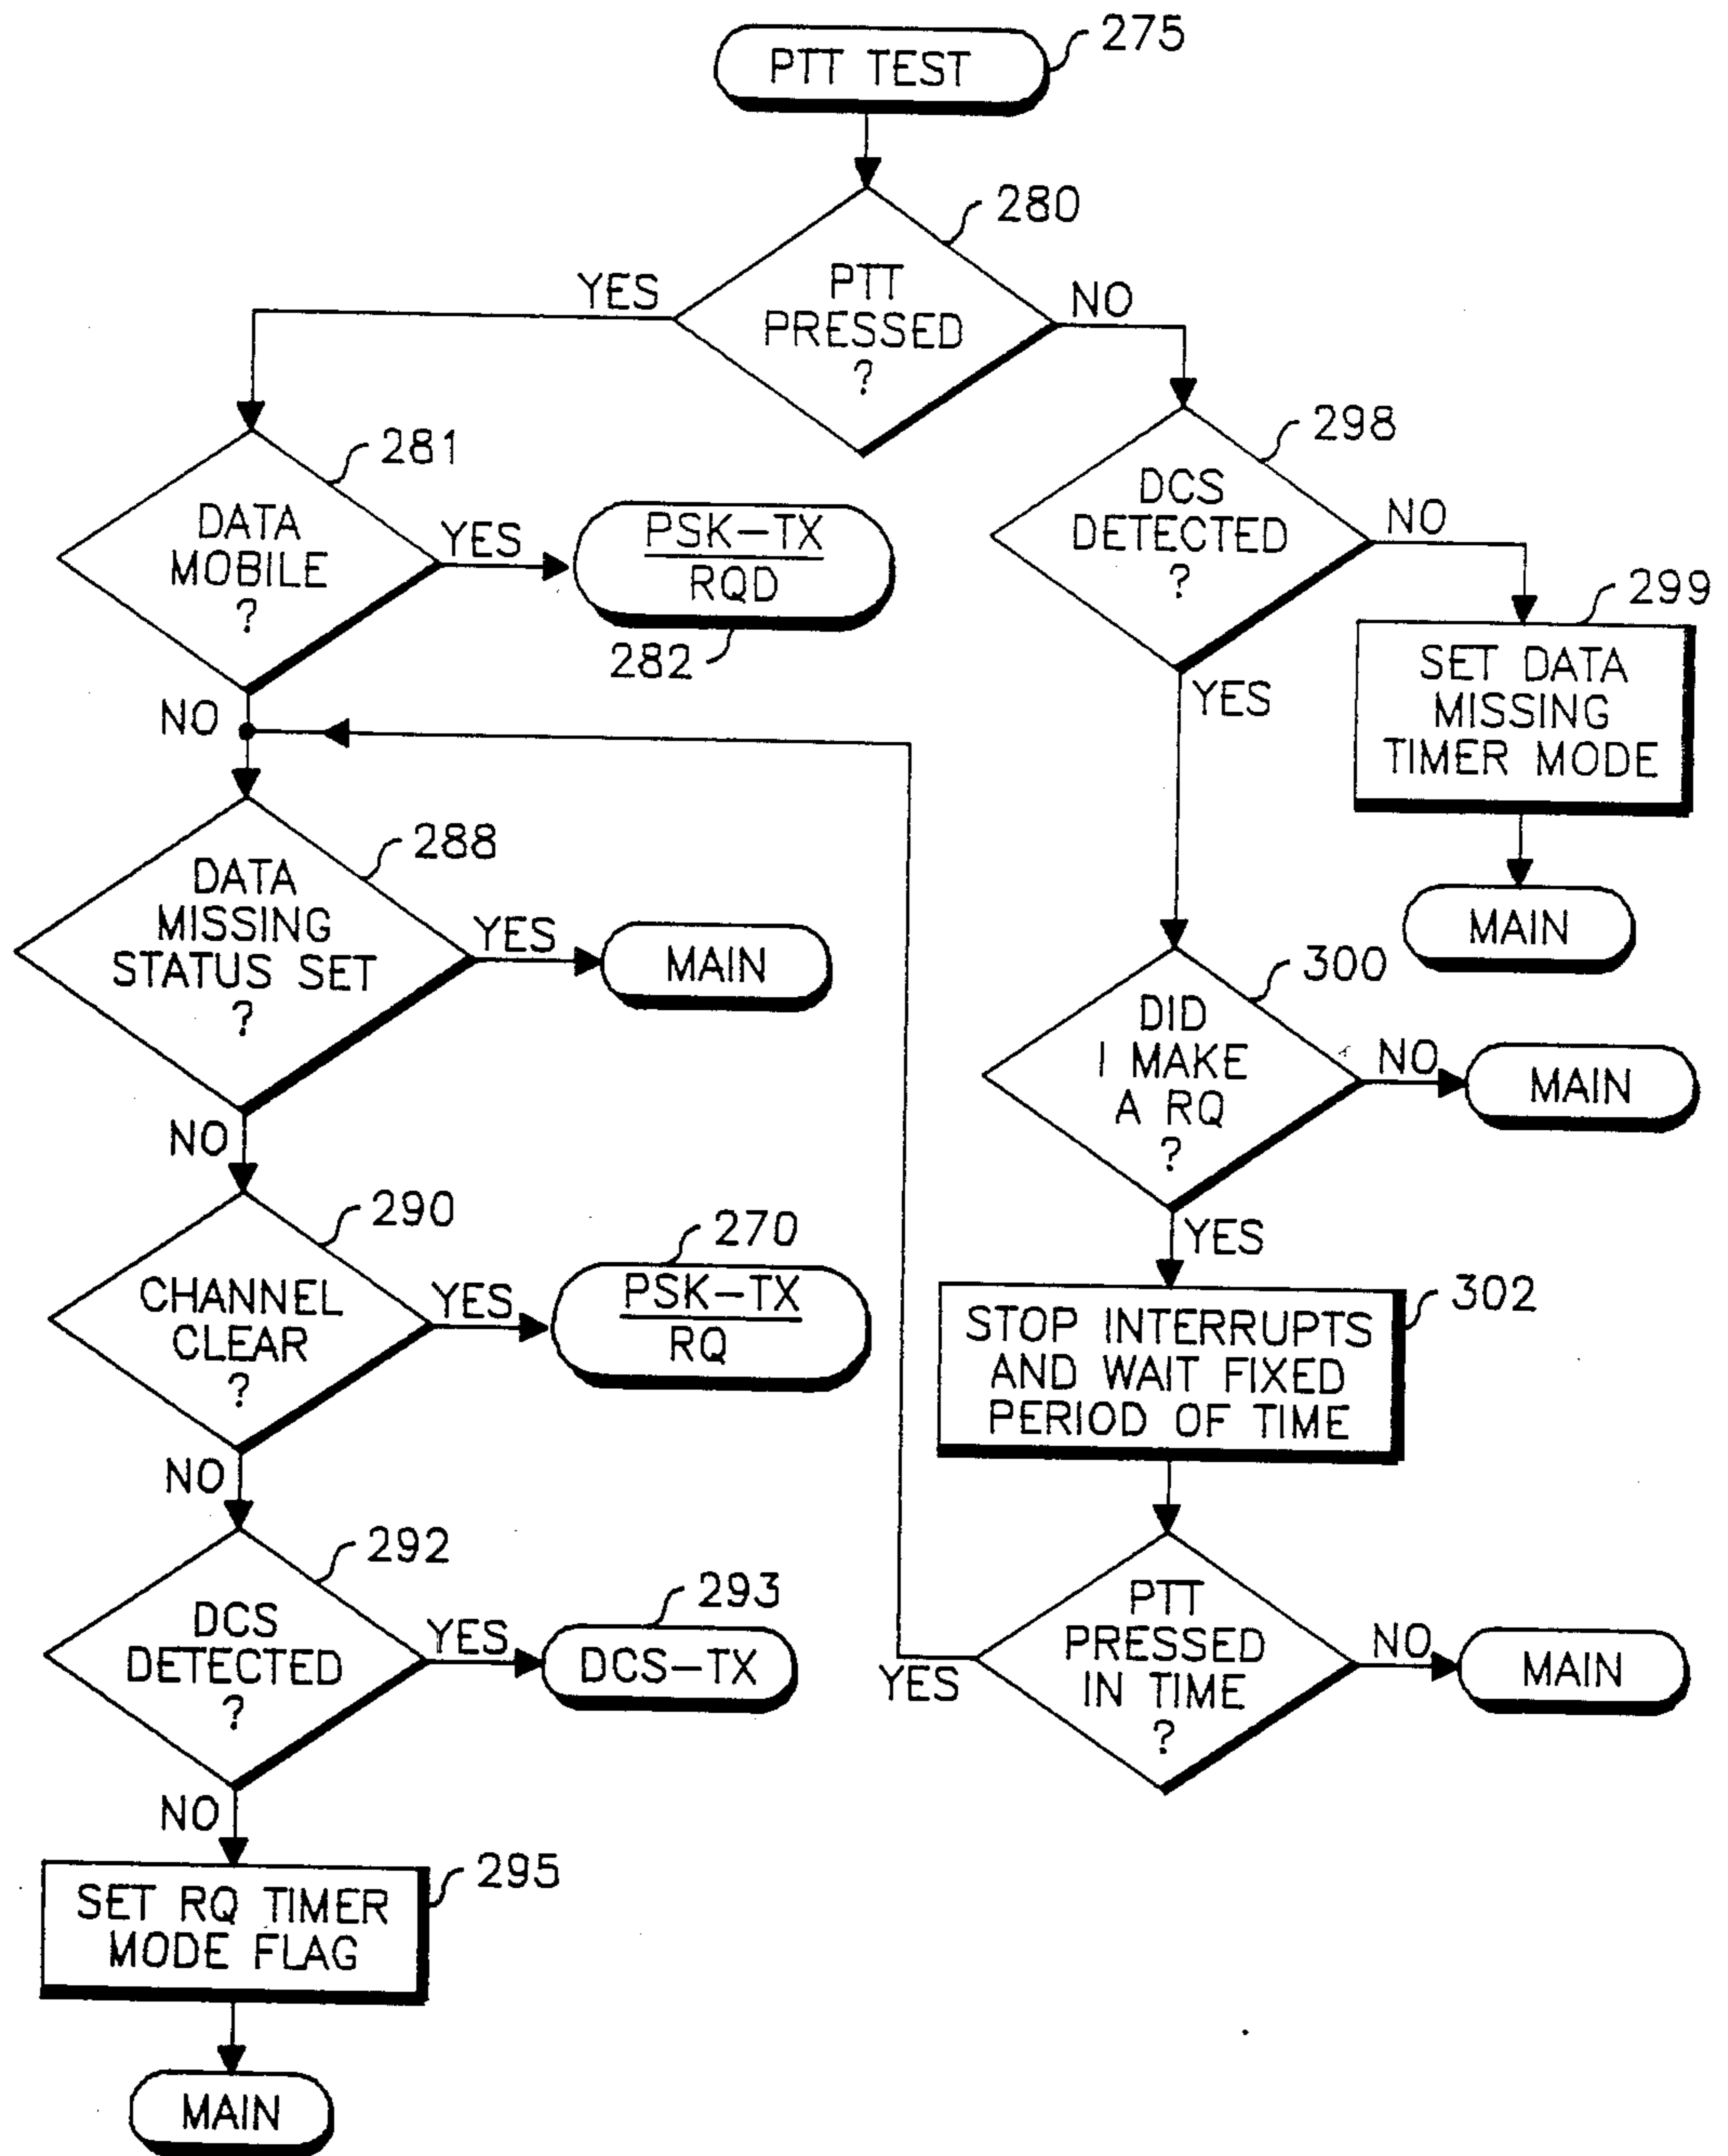 PTT TEST
275
280
PTT
PRESSED
?
YES
NO
281
DATA
MOBILE
?
YES
NO
PSK-TX
RQD
282
298
DCS
DETECTED
?
NO
YES
299
SET DATA
MISSING
TIMER MODE
MAIN
288
DATA
MISSING
STATUS SET
?
YES
MAIN
NO
300
DID
I MAKE
A RQ
?
NO
MAIN
YES
290
CHANNEL
CLEAR
?
YES
270
PSK-TX
RQ
NO
302
STOP INTERRUPTS
AND WAIT FIXED
PERIOD OF TIME
292
DCS
DETECTED
?
YES
293
DCS-TX
NO
PTT
PRESSED
IN TIME
?
YES
NO
MAIN
295
SET RQ TIMER
MODE FLAG
MAIN